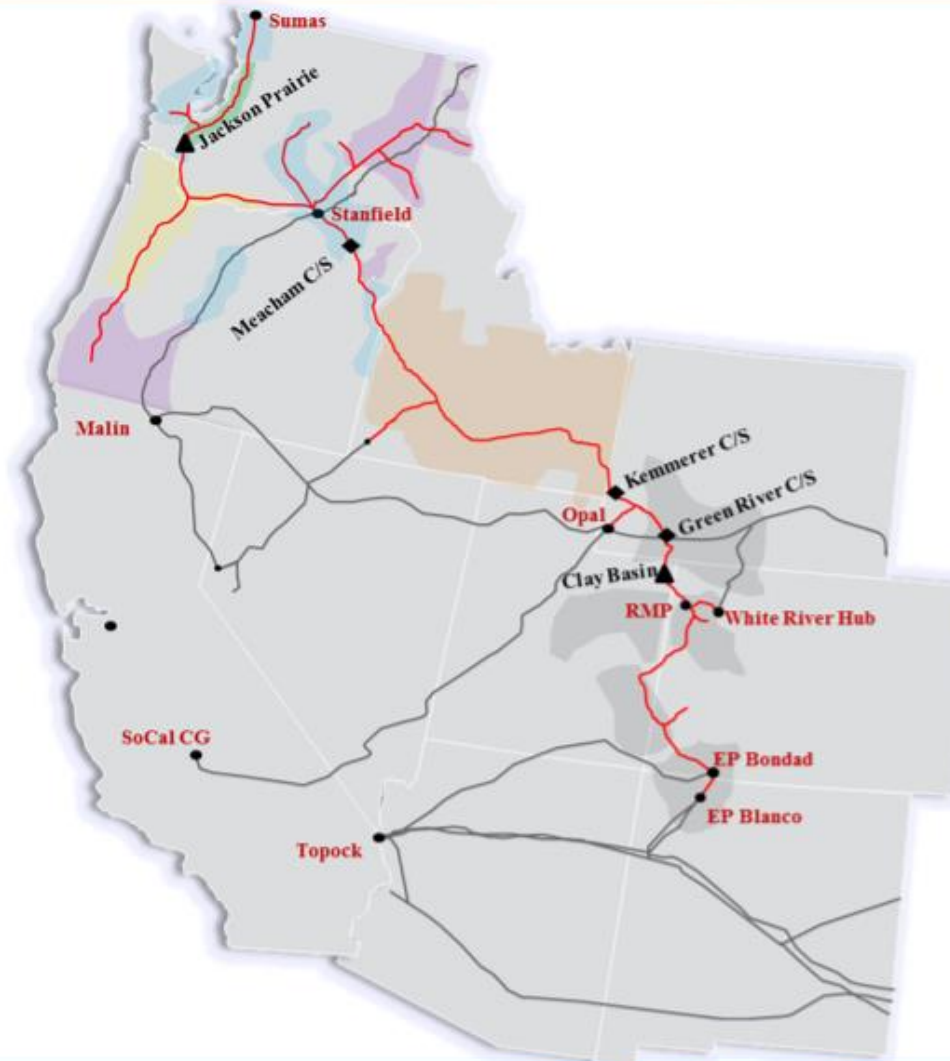 Sumas
Jackson Prairie
Stanfield
Meacham C/S
Malin
Kemmerer C/S
Opal
Green River C/S
Clay Basin
RMP
White River Hub
SoCal CG
EP Bondad
EP Blanco
Topock